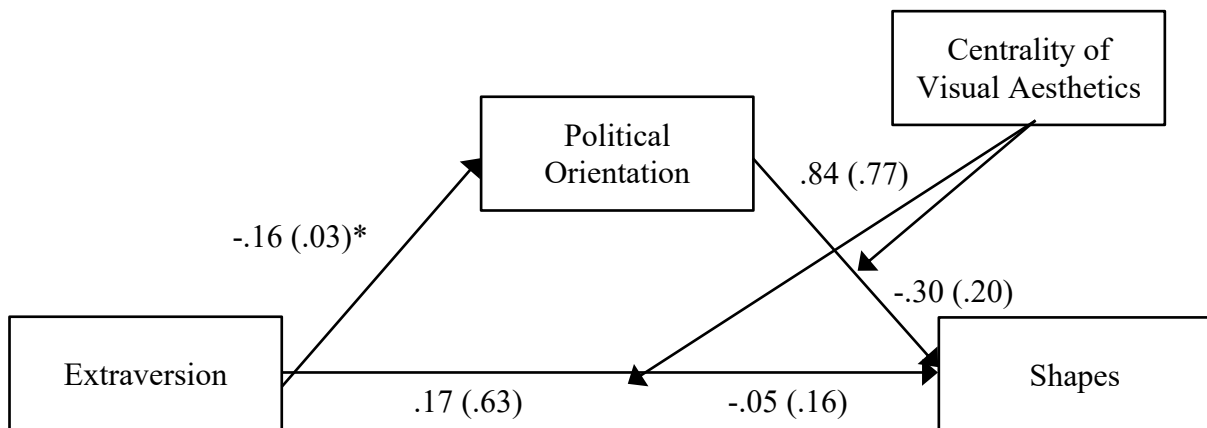 Centrality of
Visual Aesthetics
Political
Orientation
.84 (.77)
-.16 (.03)*
-.30 (.20)
Extraversion
Shapes
.17 (.63)
-.05 (.16)